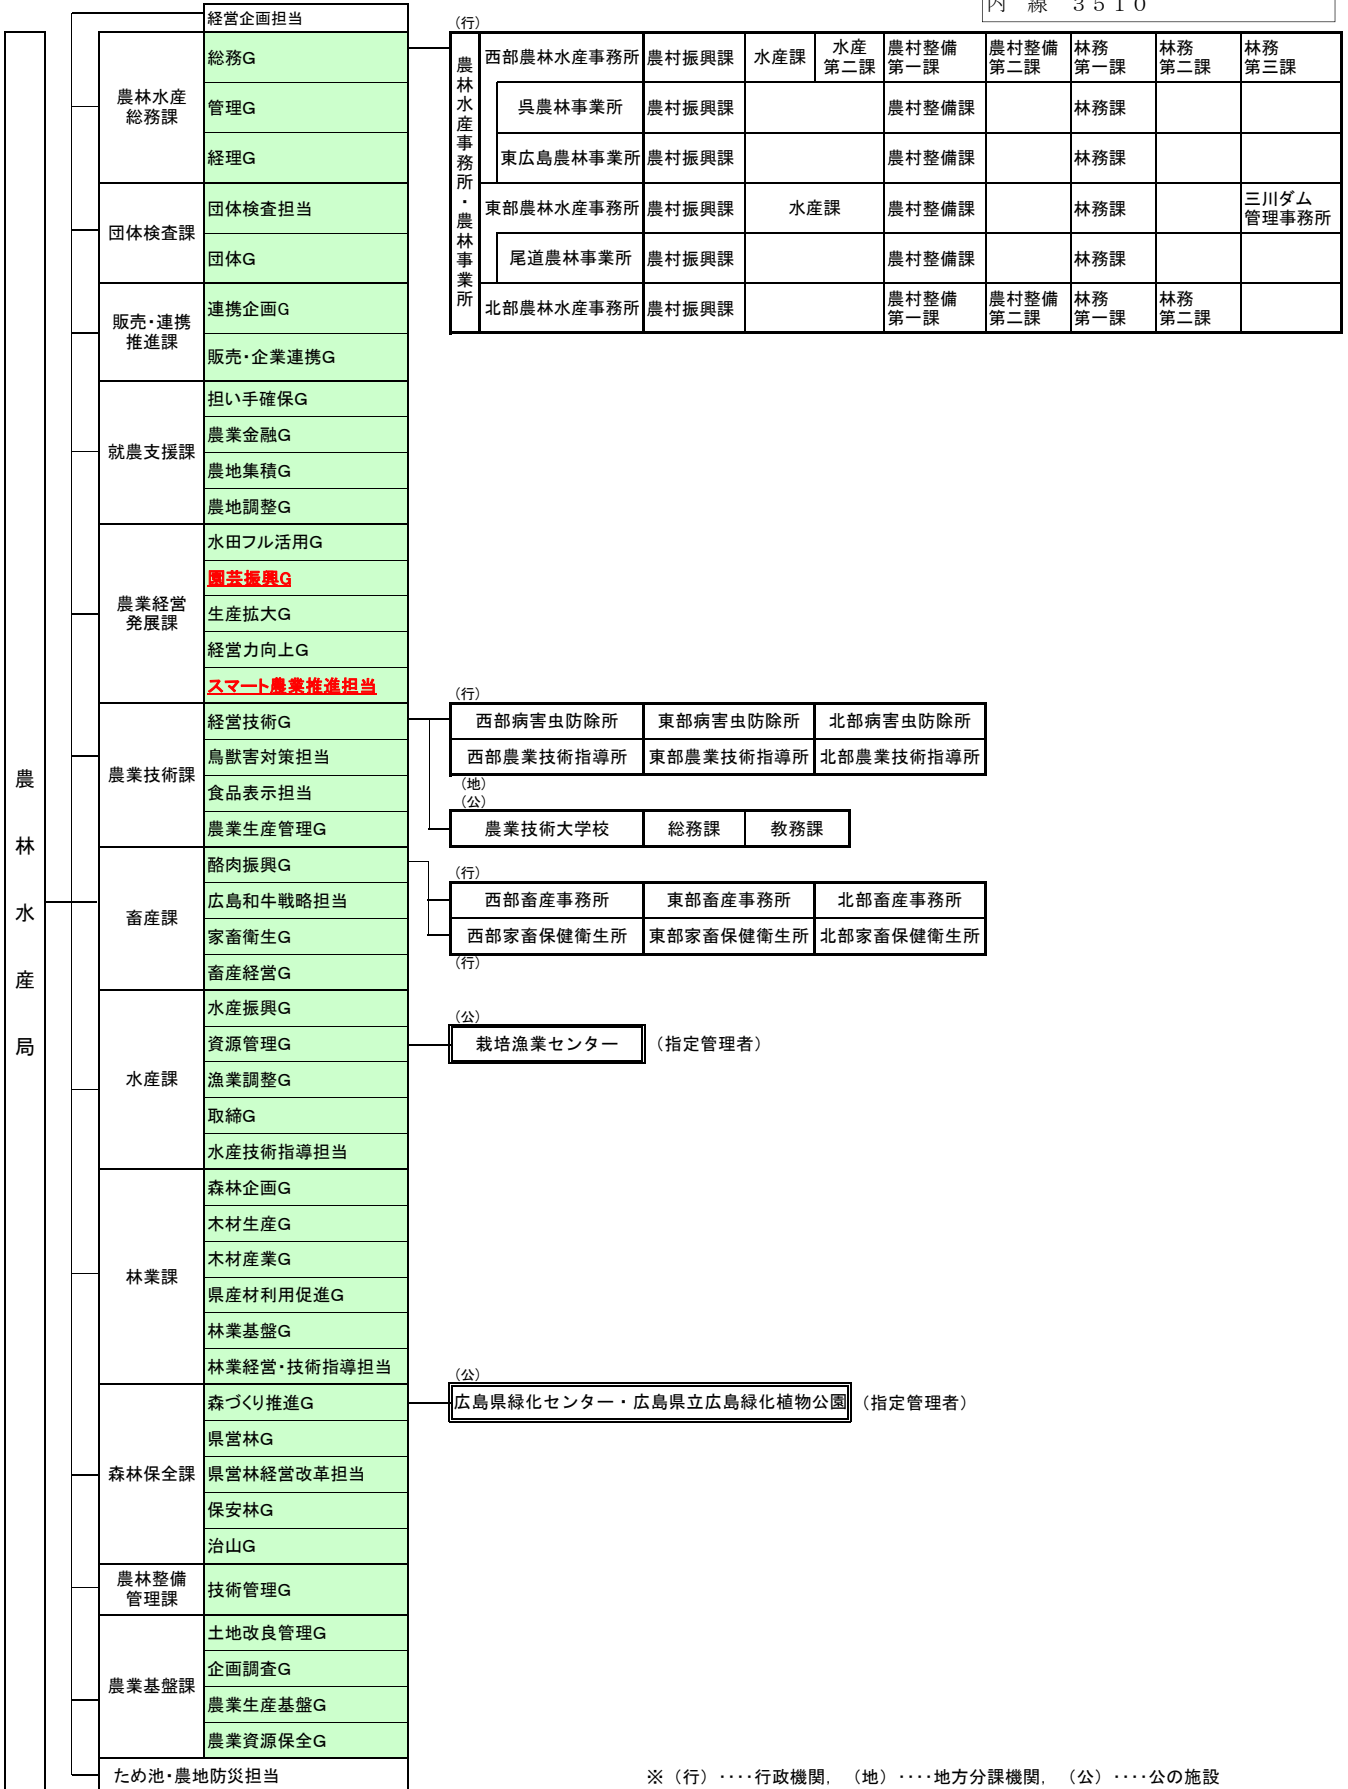 内 線 3510
経営企画担当
農林水産局
農林水産
総務課
総務G
管理G
経理G
団体検査課
団体検査担当
団体G
販売・連携
推進課
連携企画G
販売・企業連携G
就農支援課
担い手確保G
農業金融G
農地集積G
農地調整G
農業経営
発展課
水田フル活用G
園芸振興G
生産拡大G
経営力向上G
スマート農業推進担当
農業技術課
経営技術G
鳥獣害対策担当
食品表示担当
農業生産管理G
畜産課
酪肉振興G
広島和牛戦略担当
家畜衛生G
畜産経営G
水産課
水産振興G
資源管理G
漁業調整G
取締G
水産技術指導担当
林業課
森林企画G
木材生産G
木材産業G
県産材利用促進G
林業基盤G
林業経営・技術指導担当
森林保全課
森づくり推進G
県営林G
県営林経営改革担当
保安林G
治山G
農林整備
管理課
技術管理G
農業基盤課
土地改良管理G
企画調査G
農業生産基盤G
農業資源保全G
ため池・農地防災担当
（行）
農林水産事務所・農林事業所
西部農林水産事務所 農村振興課 水産課 水産第二課 農村整備第一課 農村整備第二課 林務第一課 林務第二課 林務第三課
呉農林事業所 農村振興課 農村整備課 林務課
東広島農林事業所 農村振興課 農村整備課 林務課
東部農林水産事務所 農村振興課 水産課 農村整備課 林務課 三川ダム管理事務所
尾道農林事業所 農村振興課 農村整備課 林務課
北部農林水産事務所 農村振興課 農村整備第一課 農村整備第二課 林務第一課 林務第二課
（行）
西部病害虫防除所 東部病害虫防除所 北部病害虫防除所
西部農業技術指導所 東部農業技術指導所 北部農業技術指導所
（地）
（公）
農業技術大学校 総務課 教務課
（行）
西部畜産事務所 東部畜産事務所 北部畜産事務所
西部家畜保健衛生所 東部家畜保健衛生所 北部家畜保健衛生所
（行）
（公）
栽培漁業センター （指定管理者）
（公）
広島県緑化センター・広島県立広島緑化植物公園 （指定管理者）
※（行）････行政機関，（地）････地方分課機関，（公）････公の施設